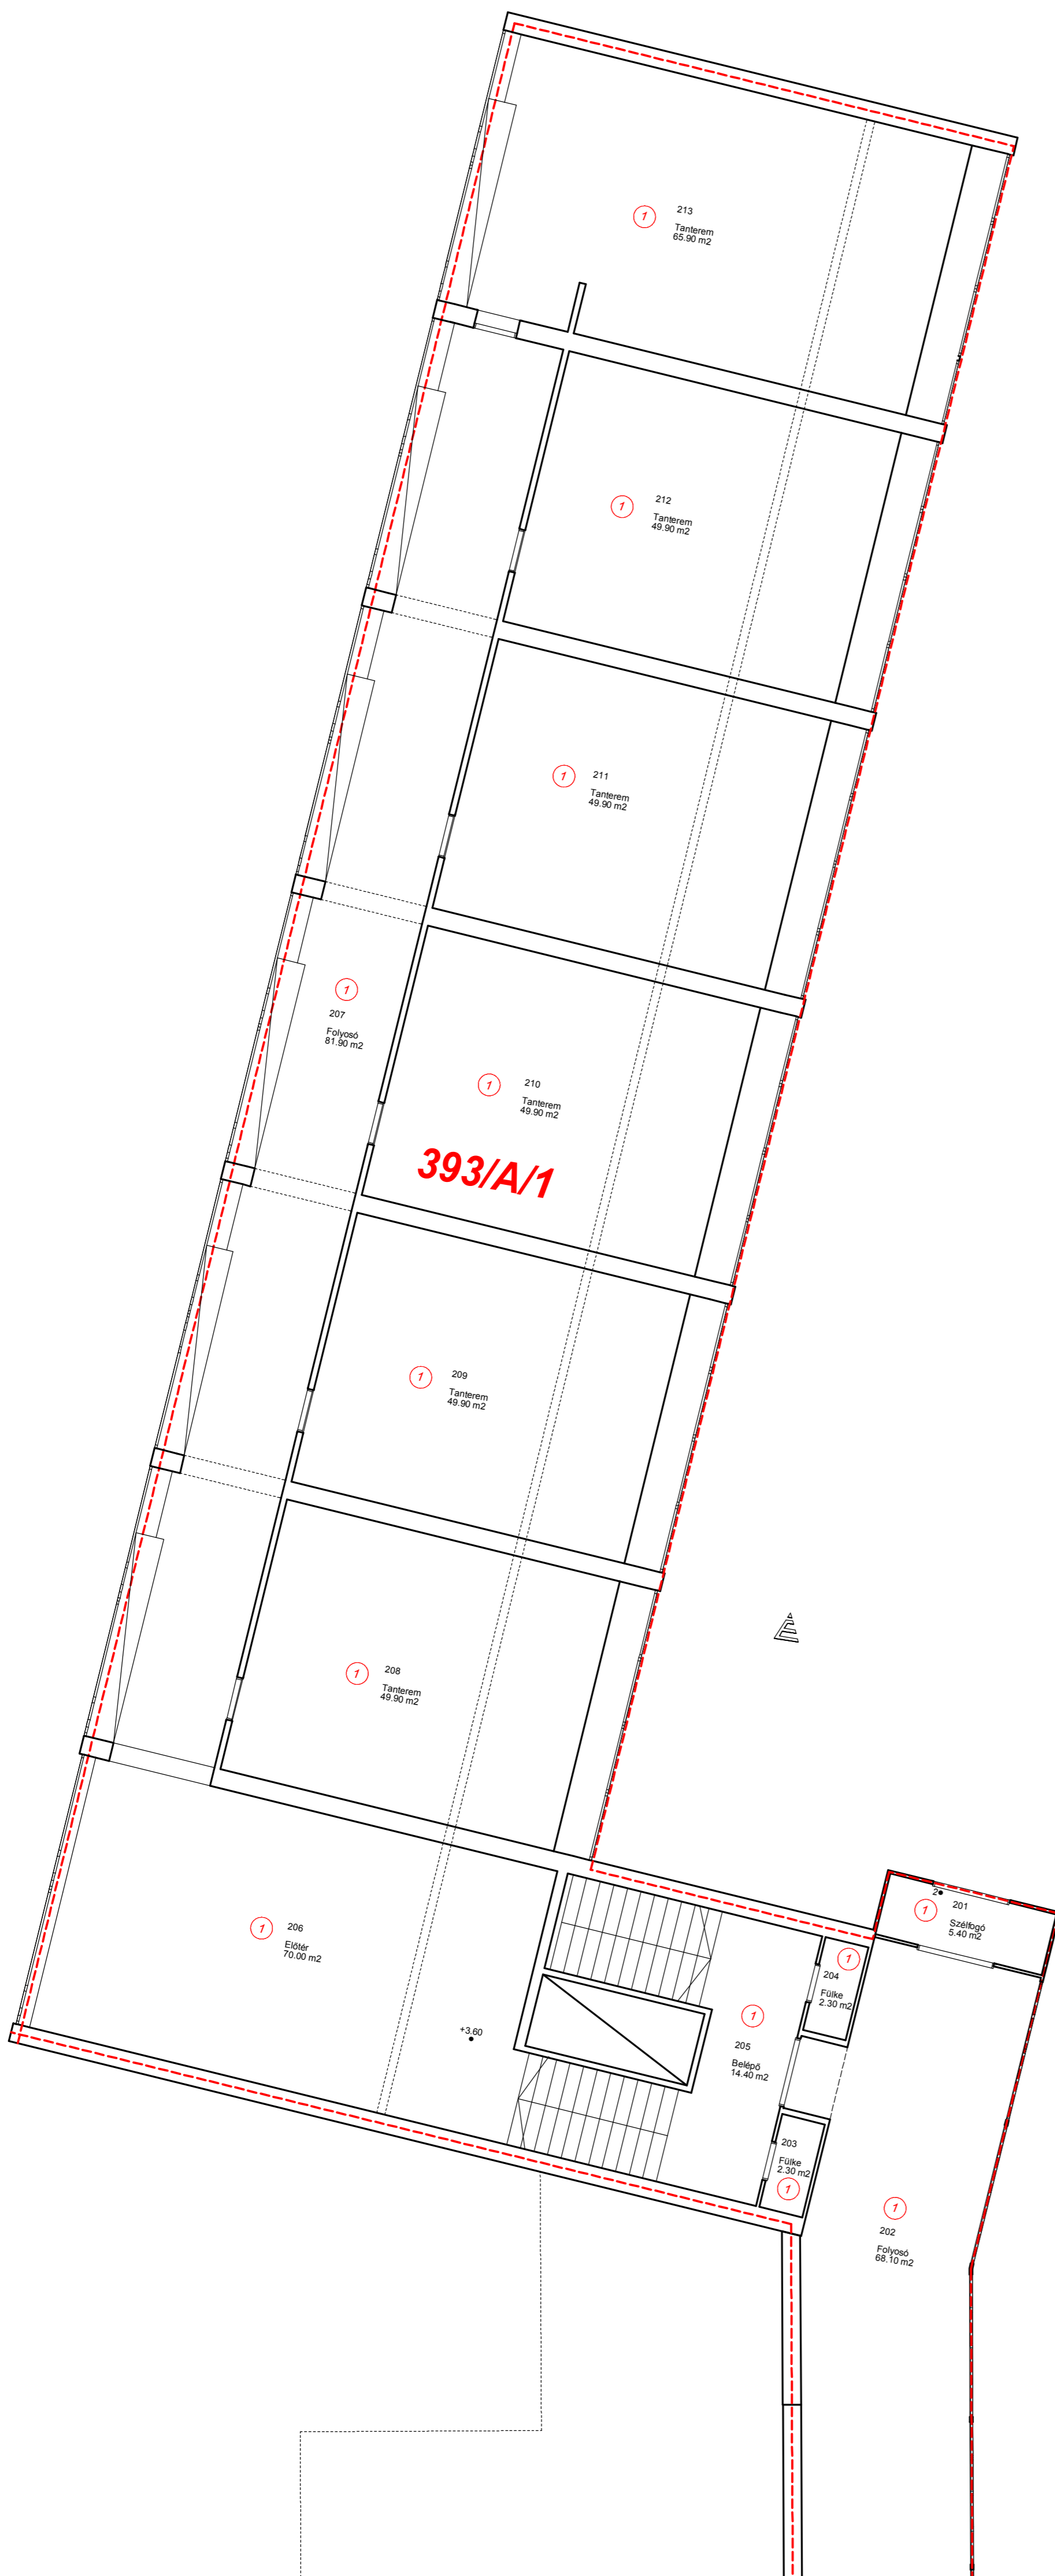 1
213
Tanterem
65.90 m2
1
212
Tanterem
49.90 m2
1
211
Tanterem
49.90 m2
1
207
Folyosó
81.90 m2
1
210
Tanterem
49.90 m2
393/A/1
1
209
Tanterem
49.90 m2
É
1
208
Tanterem
49.90 m2
2
1
201
Szélfogó
5.40 m2
1
206
Előtér
70.00 m2
1
204
Fülke
2.30 m2
+3.60
1
205
Belépő
14.40 m2
203
Fülke
2.30 m2
1
1
202
Folyosó
68.10 m2